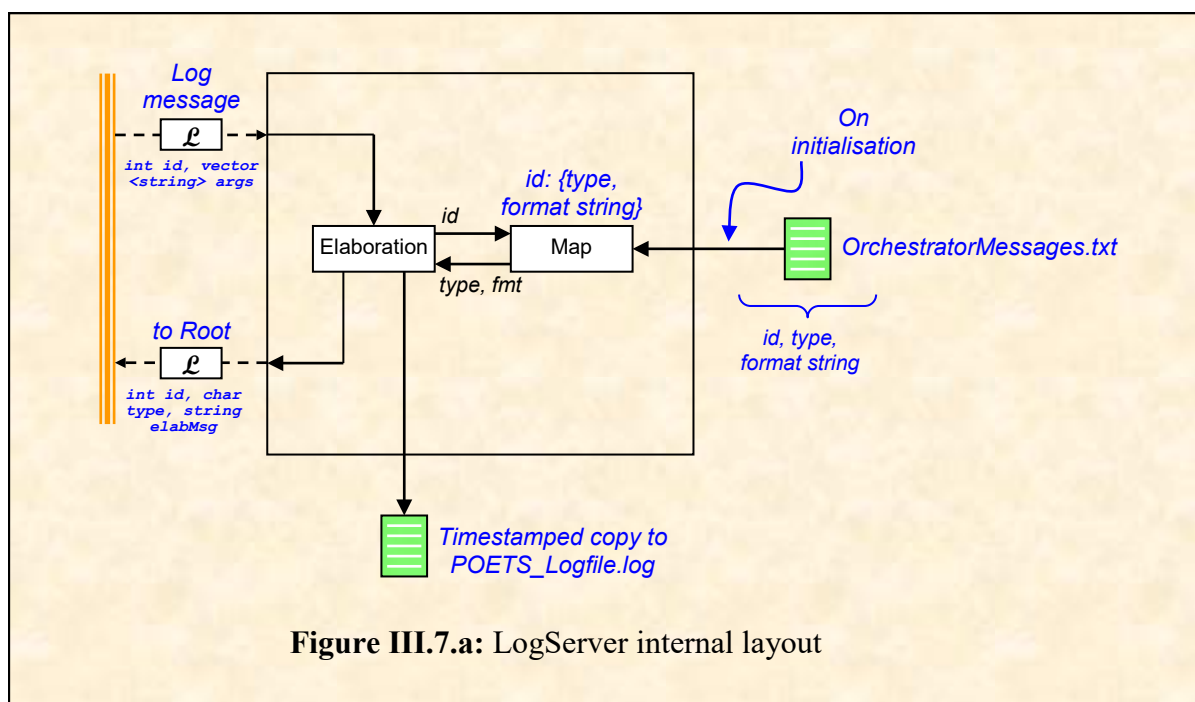 Log
message
ℒ
int id, vector
<string> args
On
initialisation
id: {type,
format string}
id
Elaboration
Map
OrchestratorMessages.txt
type, fmt
to Root
ℒ
id, type,
format string
int id, char
type, string
elabMsg
Timestamped copy to
POETS_Logfile.log
Figure III.7.a: LogServer internal layout